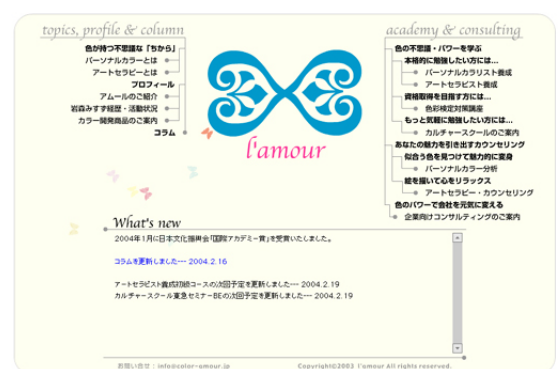 topics, profile & column
色が持つ不思議な「ちから」
パーソナルカラーとは
アートセラピーとは
プロフィール
アムールのご紹介
岩森みすず経歴・活動状況
カラー開発商品のご案内
コラム
l'amour
academy & consulting
色の不思議・パワーを学ぶ
本格的に勉強したい方には...
パーソナルカラリスト養成
アートセラピスト養成
資格取得を目指す方には...
色彩検定対策講座
もっと気軽に勉強したい方には...
カルチャースクールのご案内
あなたの魅力を引き出すカウンセリング
似合う色を見つけて魅力的に変身
パーソナルカラー分析
絵を描いて心をリラックス
アートセラピー・カウンセリング
色のパワーで会社を元気に変える
企業向けコンサルティングのご案内
What's new
2004年1月に日本文化振興会「国際アカデミー賞」を受賞いたしました。
コラムを更新しました--- 2004.2.16
アートセラピスト養成初級コースの次回予定を更新しました--- 2004.2.19
カルチャースクール東急セミナーBEの次回予定を更新しました--- 2004.2.19
お問い合せ : info@color-amour.jp
Copyright©2003 l'amour All rights reserved.